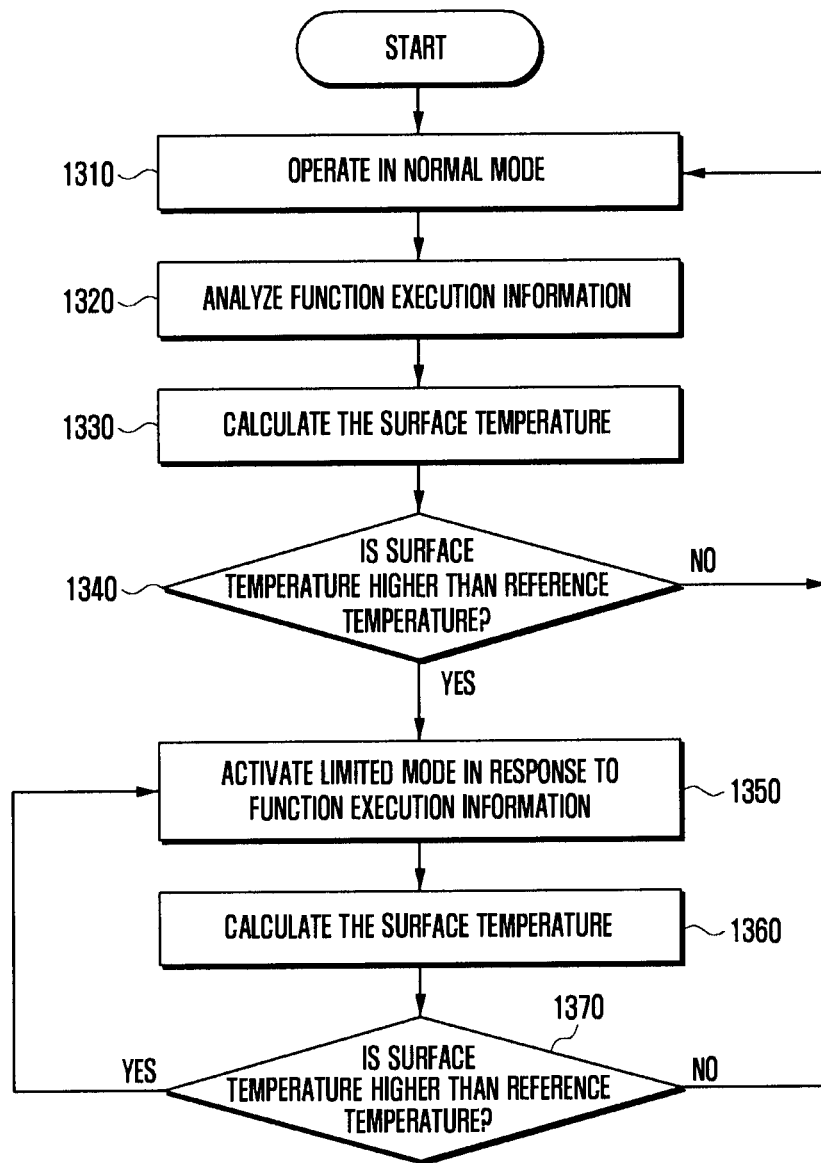 START
1310
OPERATE IN NORMAL MODE
1320
ANALYZE FUNCTION EXECUTION INFORMATION
1330
CALCULATE THE SURFACE TEMPERATURE
1340
IS SURFACE
TEMPERATURE HIGHER THAN REFERENCE
TEMPERATURE?
NO
YES
ACTIVATE LIMITED MODE IN RESPONSE TO
FUNCTION EXECUTION INFORMATION
1350
CALCULATE THE SURFACE TEMPERATURE
1360
1370
YES
IS SURFACE
TEMPERATURE HIGHER THAN REFERENCE
TEMPERATURE?
NO